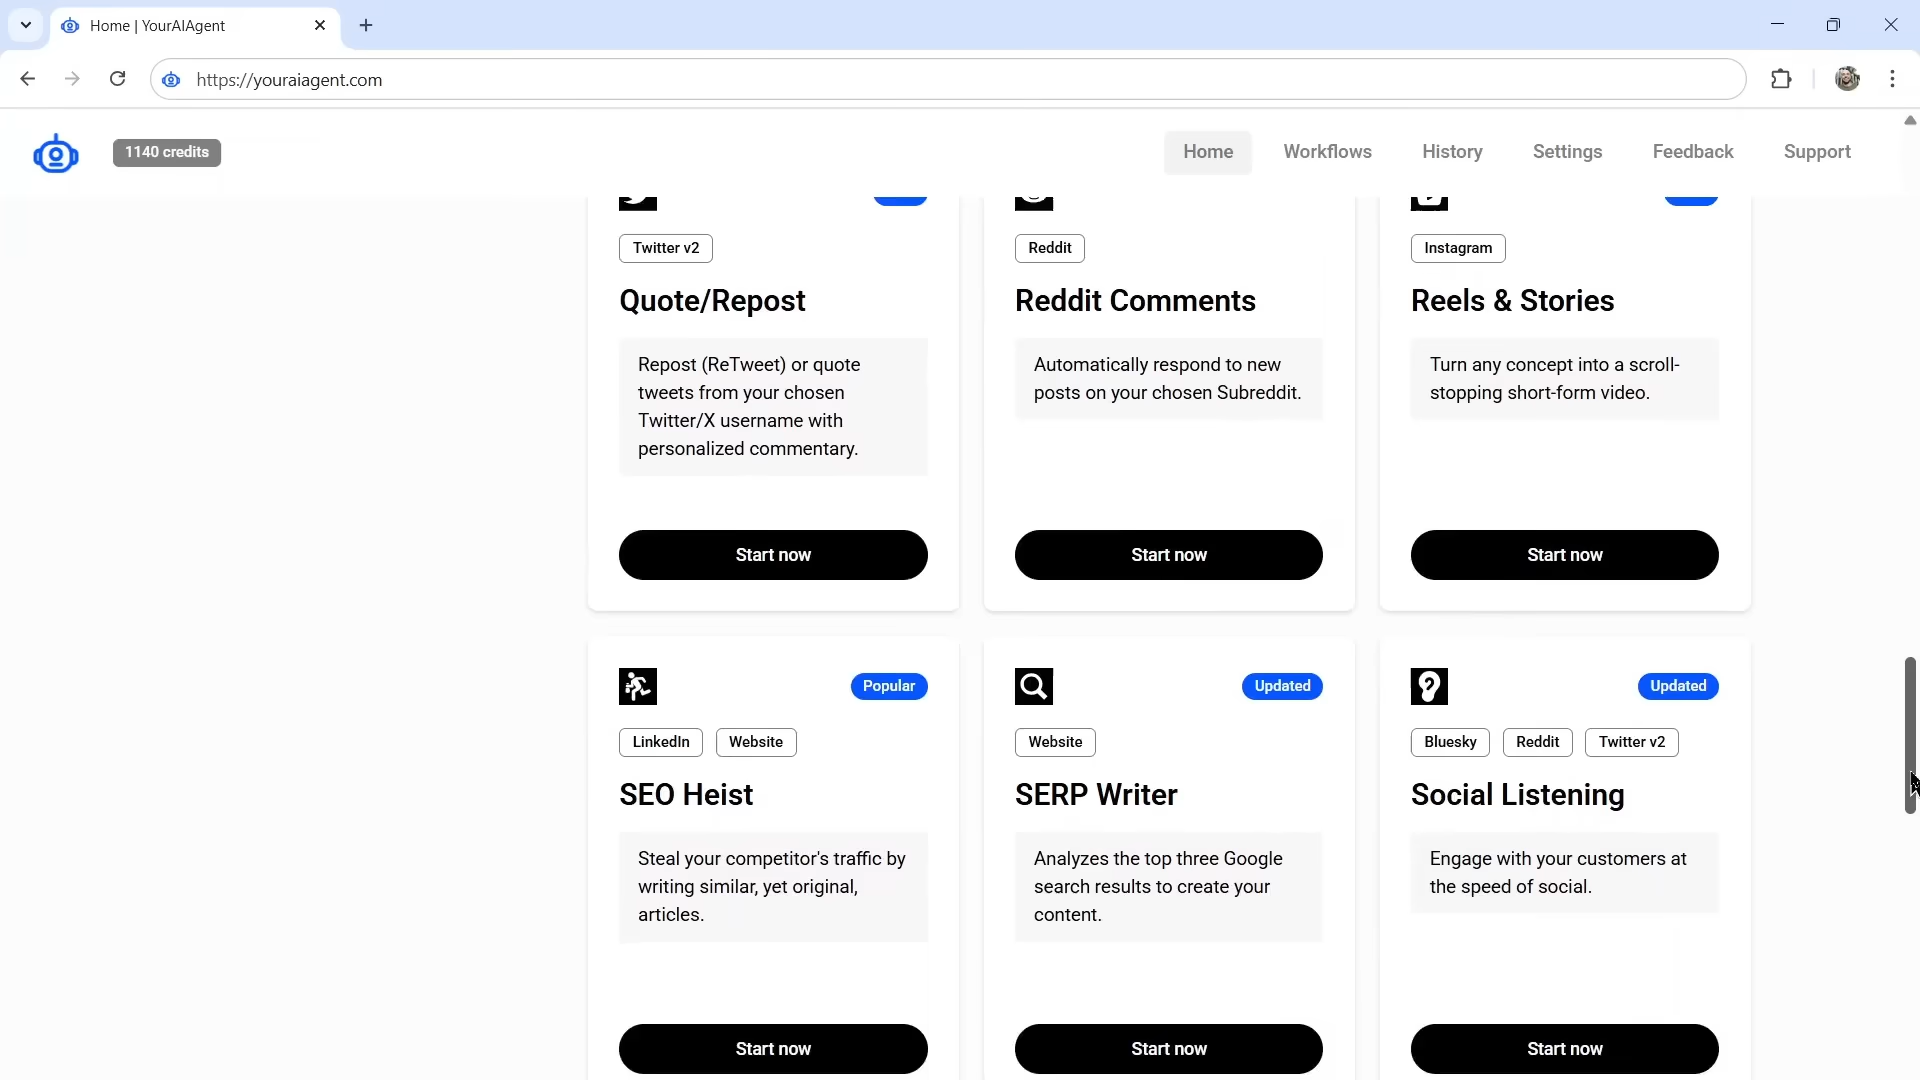 Home | YourAIAgent
https://youraiagent.com
1140 credits
Home
Workflows
History
Settings
Feedback
Support
Twitter v2
Quote/Repost
Repost (ReTweet) or quote
tweets from your chosen
Twitter/X username with
personalized commentary.
Start now
Reddit
Reddit Comments
Automatically respond to new
posts on your chosen Subreddit.
Start now
Instagram
Reels & Stories
Turn any concept into a scroll-
stopping short-form video.
Start now
Popular
LinkedIn
Website
SEO Heist
Steal your competitor's traffic by
writing similar, yet original,
articles.
Start now
Updated
Website
SERP Writer
Analyzes the top three Google
search results to create your
content.
Start now
Updated
Bluesky
Reddit
Twitter v2
Social Listening
Engage with your customers at
the speed of social.
Start now